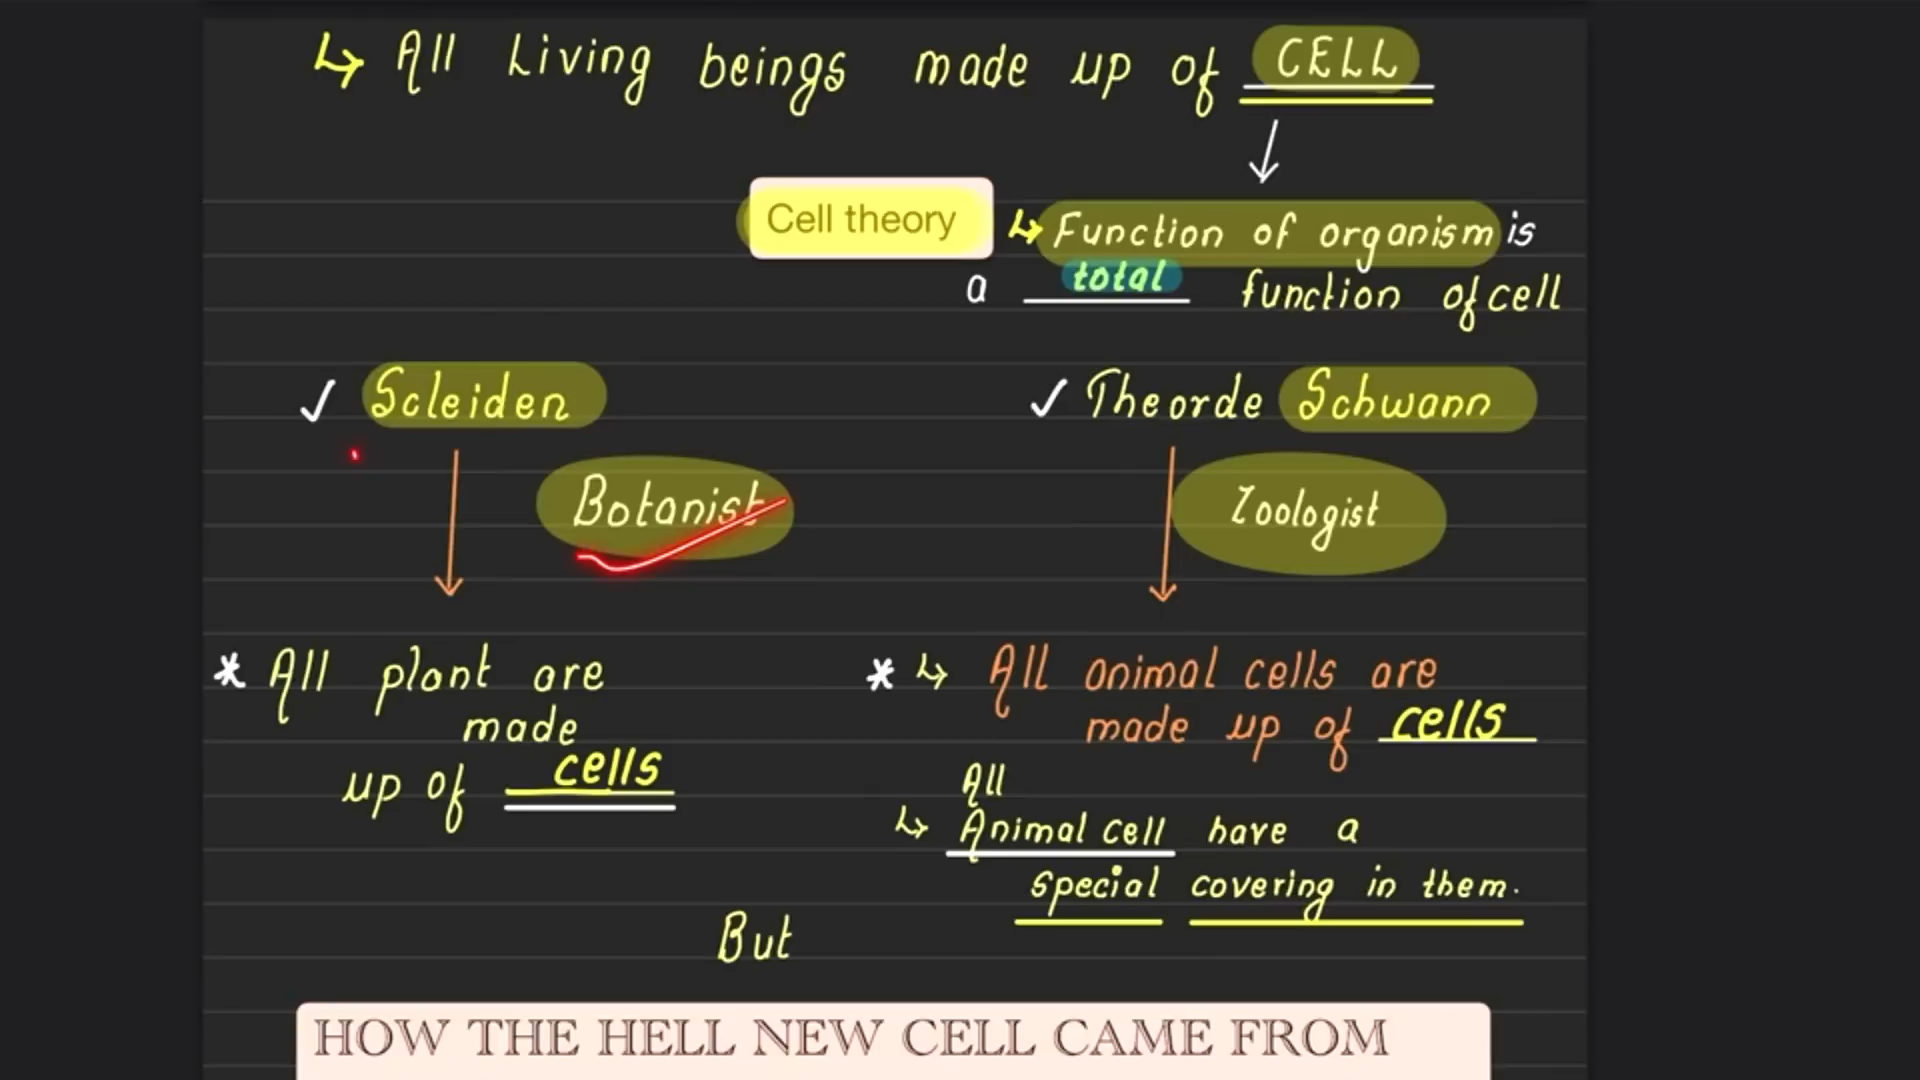 ↳ All Living beings made up of CELL
Cell theory
↳ Function of organism is
a total function of cell
✓ Scleiden
✓ Theorde Schwann
Botanist
Zoologist
* All plant are
made
up of cells
* ↳ All animal cells are
made up of cells
All
↳ Animal cell have a
special covering in them.
But
HOW THE HELL NEW CELL CAME FROM